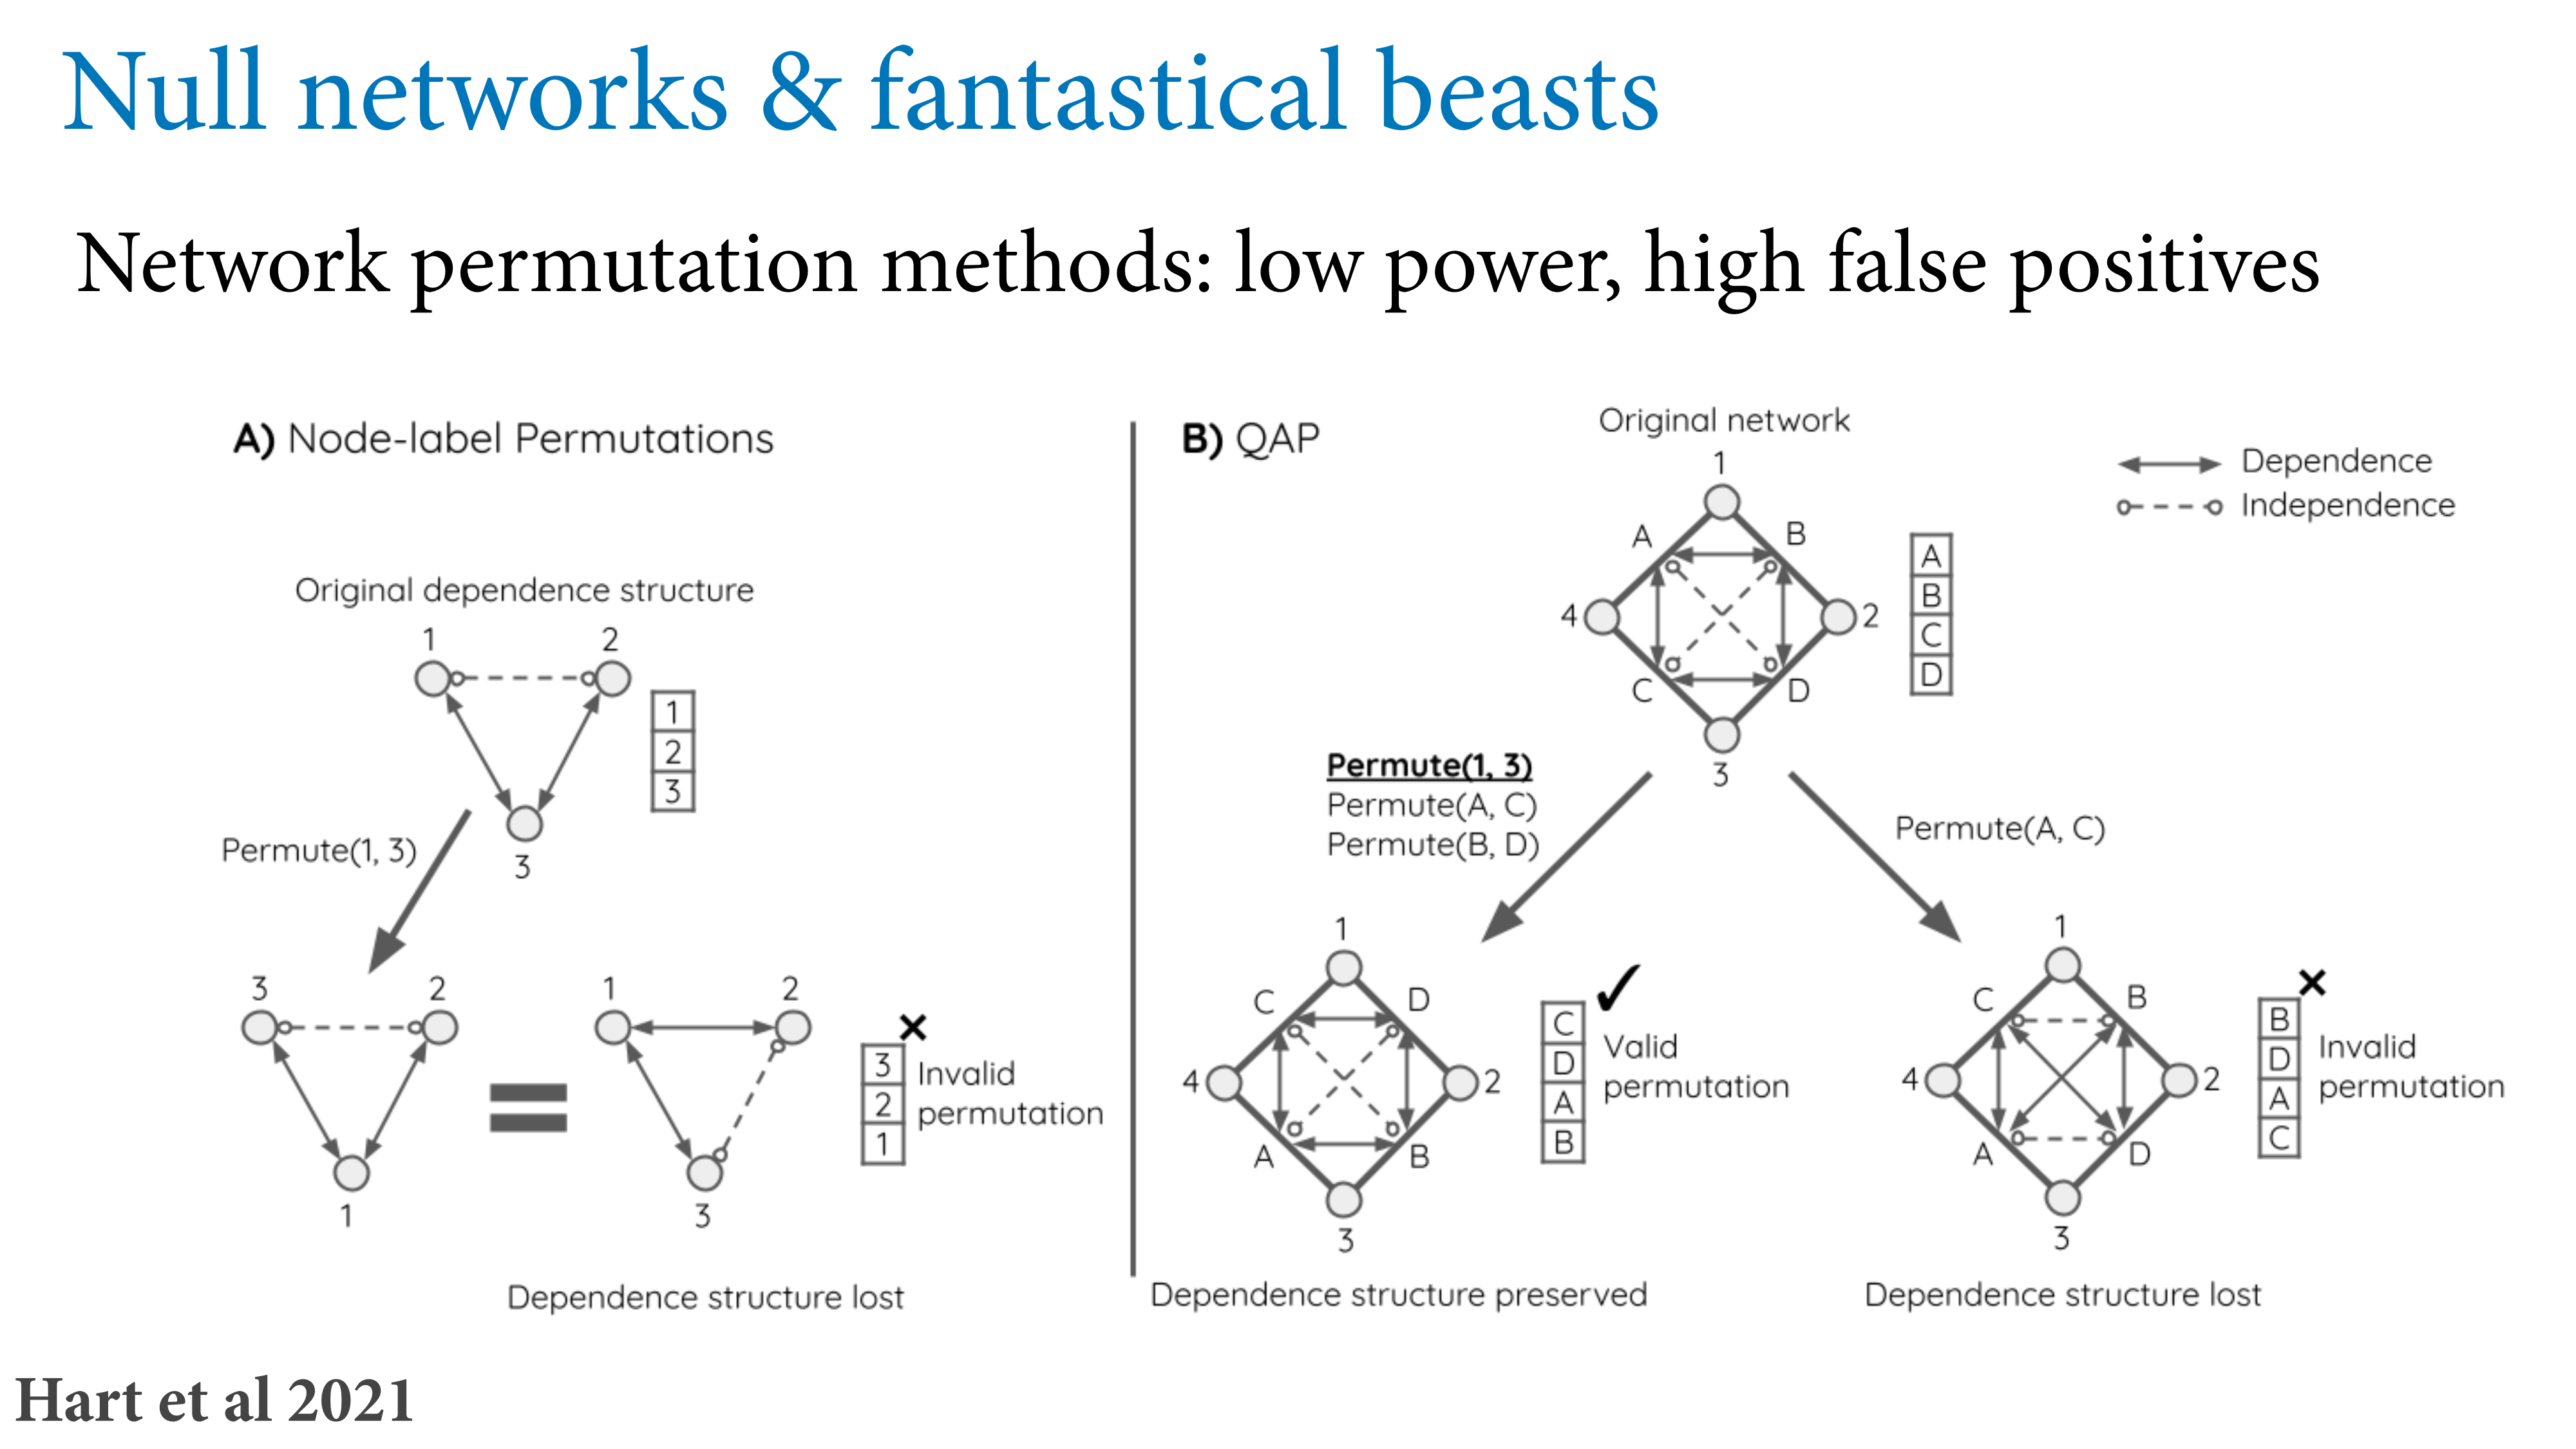 Null networks & fantastical beasts
Network permutation methods: low power, high false positives
A) Node-label Permutations
Original dependence structure
1
2
3
1
2
3
Permute(1, 3)
3
2
1
1
2
3
3
2
1
Invalid
permutation
Dependence structure lost
B) QAP
Original network
1
A
B
4
2
C
D
3
A
B
C
D
Dependence
Independence
Permute(1, 3)
Permute(A, C)
Permute(B, D)
Permute(A, C)
1
C
D
4
2
A
B
3
C
D
A
B
Valid
permutation
Dependence structure preserved
1
C
B
4
2
A
D
3
B
D
A
C
Invalid
permutation
Dependence structure lost
Hart et al 2021